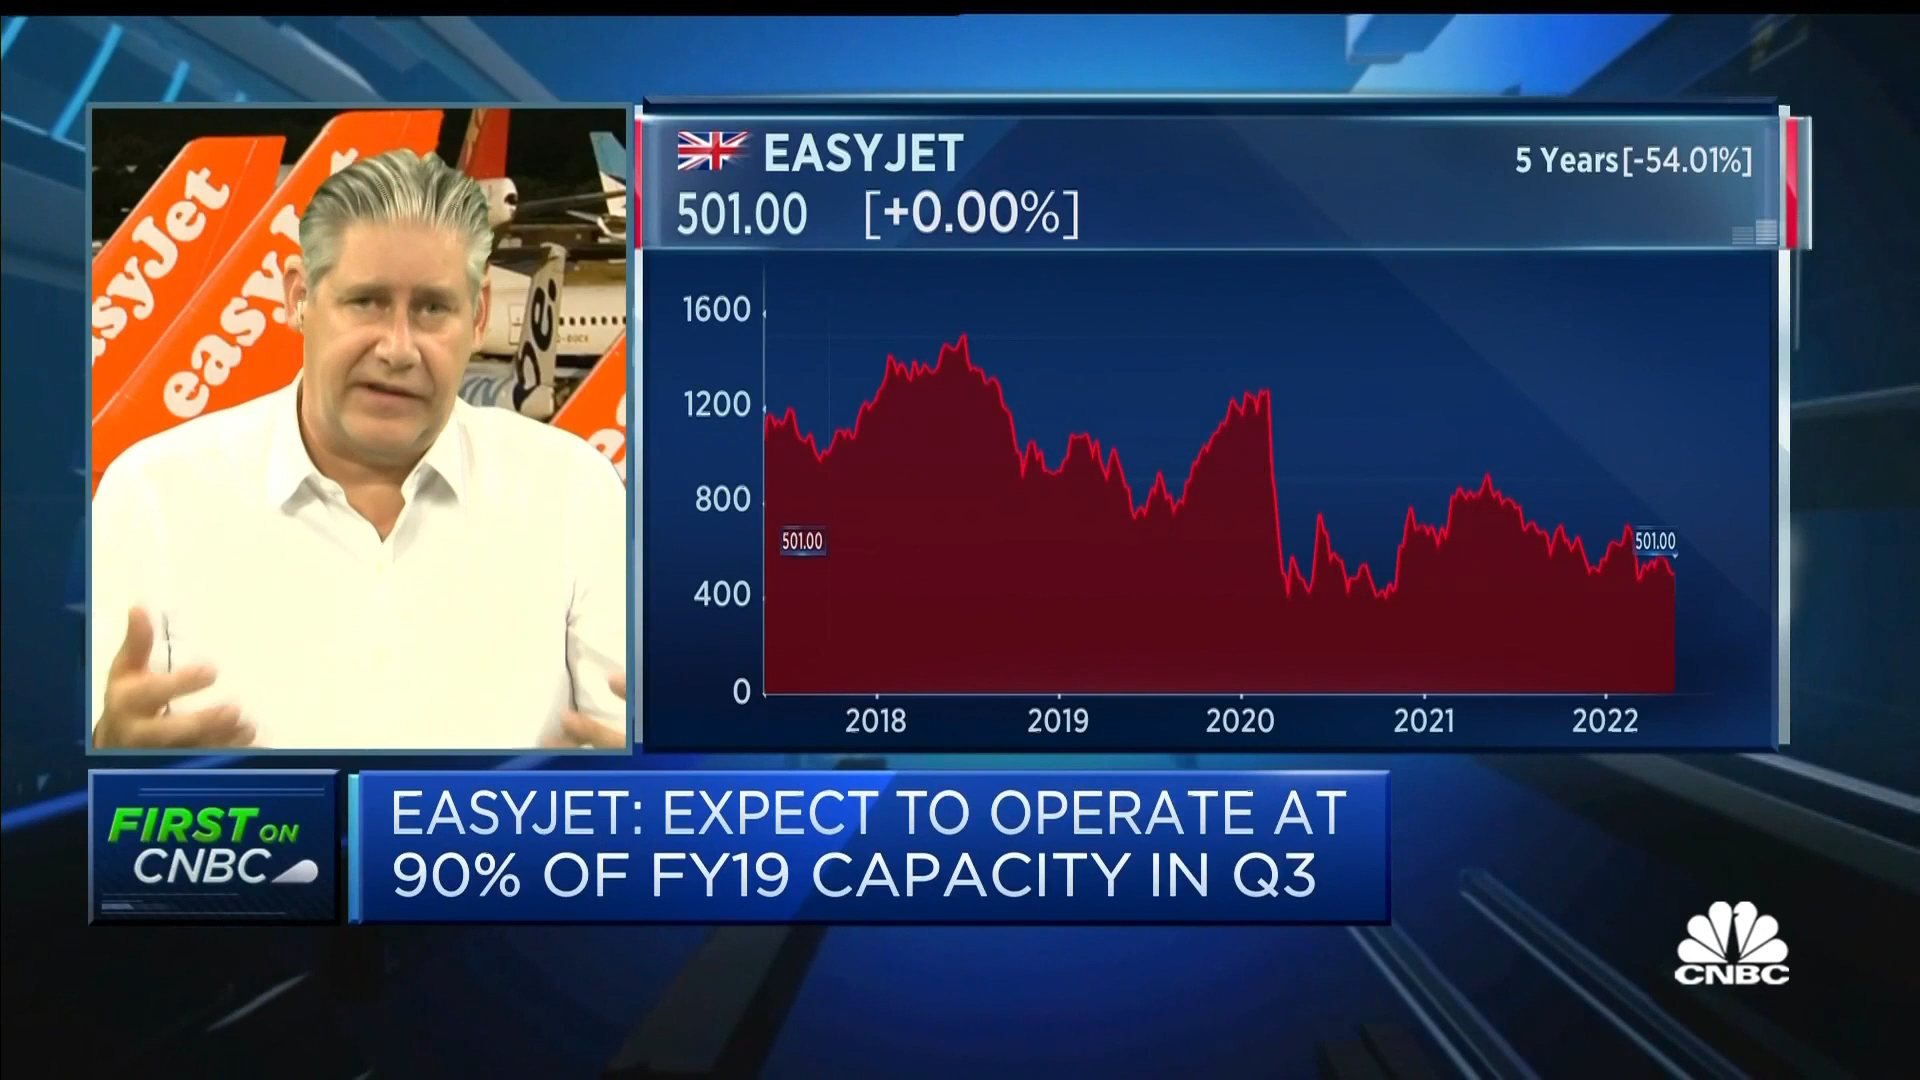 easyJet
easyJet
be.
EASYJET
501.00 [+0.00%]
5 Years[-54.01%]
1600
1200
800
400
0
501.00
501.00
2018 2019 2020 2021 2022
FIRST ON
CNBC
EASYJET: EXPECT TO OPERATE AT
90% OF FY19 CAPACITY IN Q3
CNBC